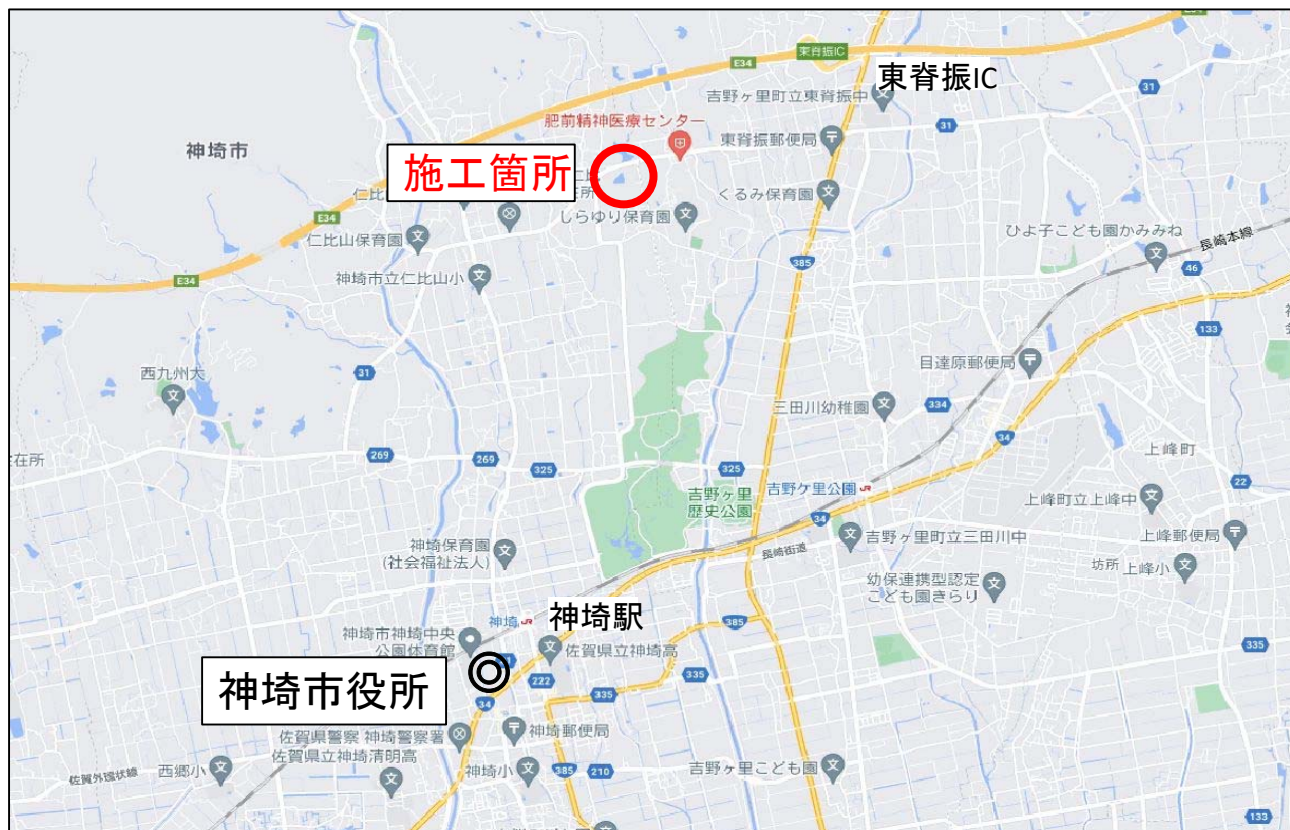 東脊振IC
E34
東脊振IC
吉野ヶ里町立東脊振中
31
肥前精神医療センター
31
東脊振郵便局
神埼市
施工箇所
くるみ保育園
しらゆり保育園
E34
仁比山保育園
ひよ子こども園かみみね
長崎本線
385
46
神埼市立仁比山小
E34
133
目達原郵便局
31
西九州大
三田川幼稚園
334
34
上峰町
269
269
325
325
22
吉野ヶ里
歴史公園
吉野ケ里公園
上峰町立上峰中
34
長崎街道
吉野ヶ里町立三田川中
上峰郵便局
神埼保育園
(社会福祉法人)
坊所
上峰小
幼保連携型認定
こども園きらり
神埼
神埼駅
385
神埼市神埼中央
公園体育館
佐賀県立神埼高
335
335
222
神埼市役所
34
335
佐賀県警察 神埼警察署
神埼郵便局
佐賀県立神埼清明高
佐賀外環状線
西郷小
神埼小
385
210
吉野ヶ里こども園
133